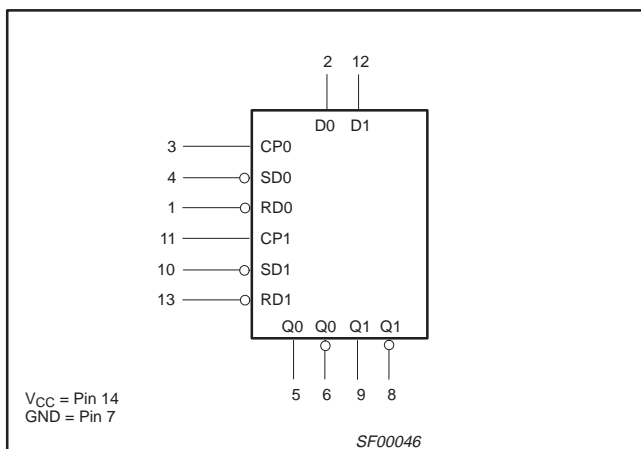 2 12
D0 D1
3 CP0
4 SD0
1 RD0
11 CP1
10 SD1
13 RD1
Q0 Q0 Q1 Q1
5 6 9 8
VCC = Pin 14
GND = Pin 7
SF00046